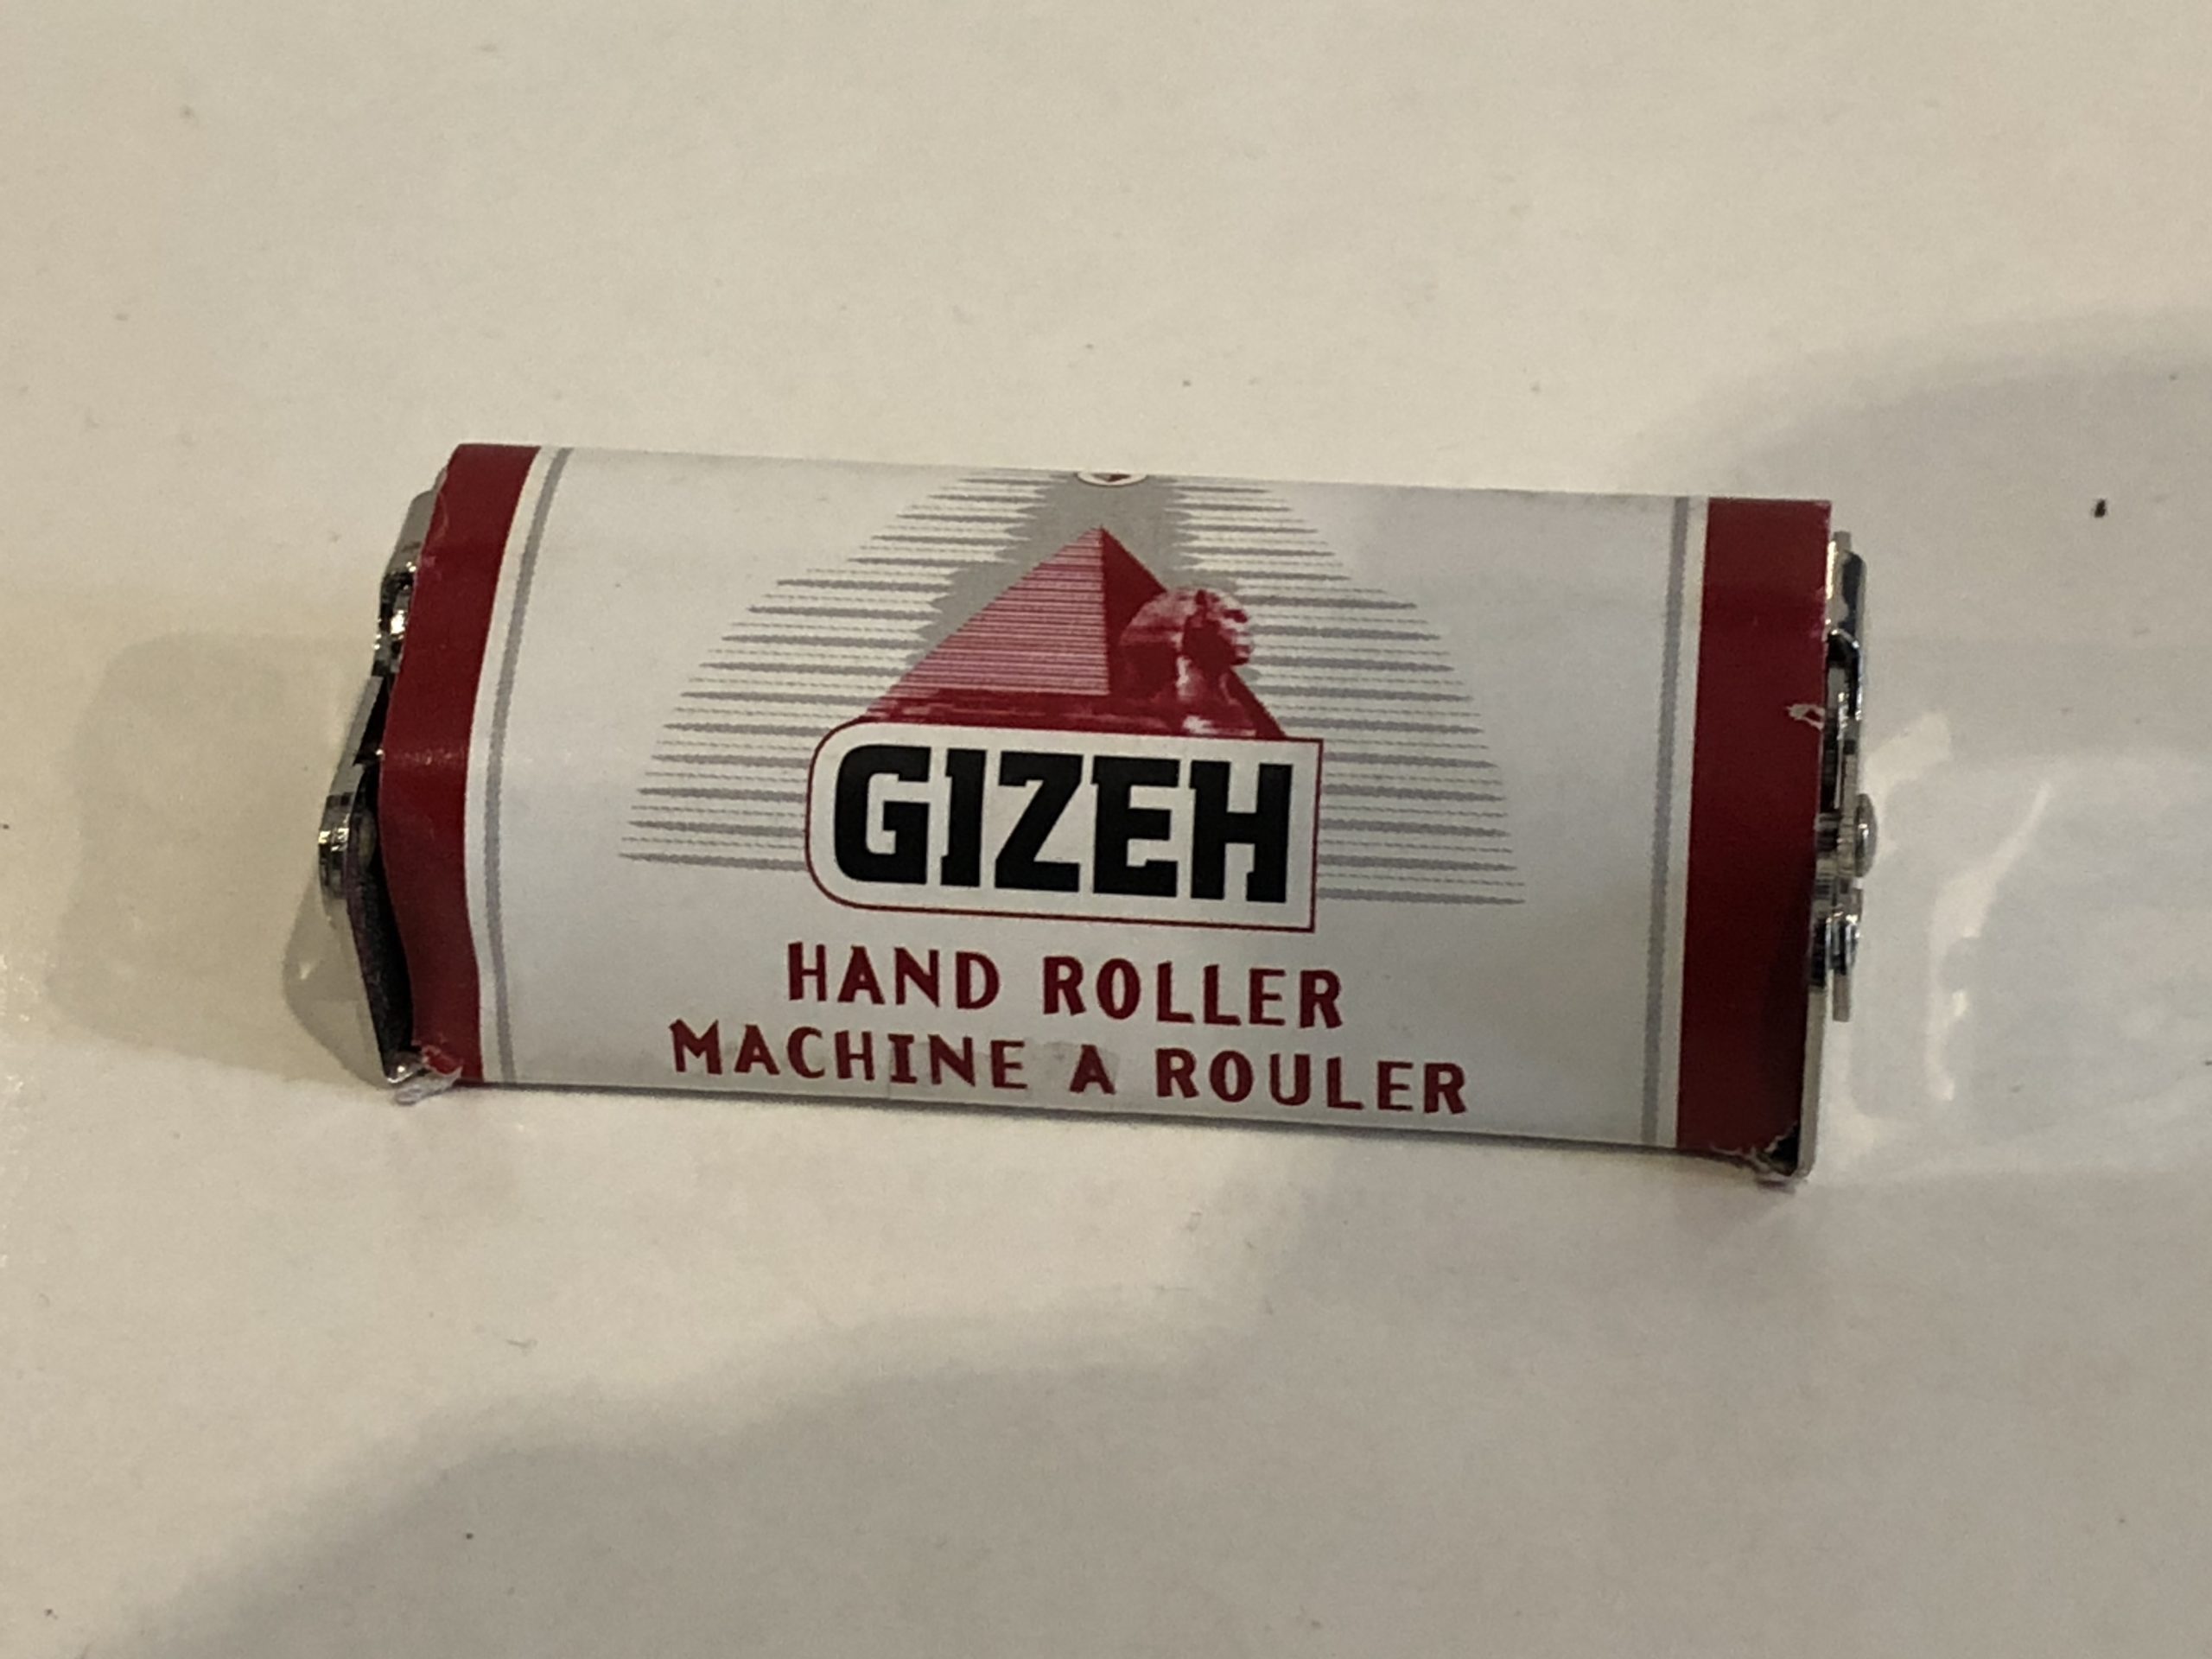 GIZEH
HAND ROLLER
MACHINE A ROULER